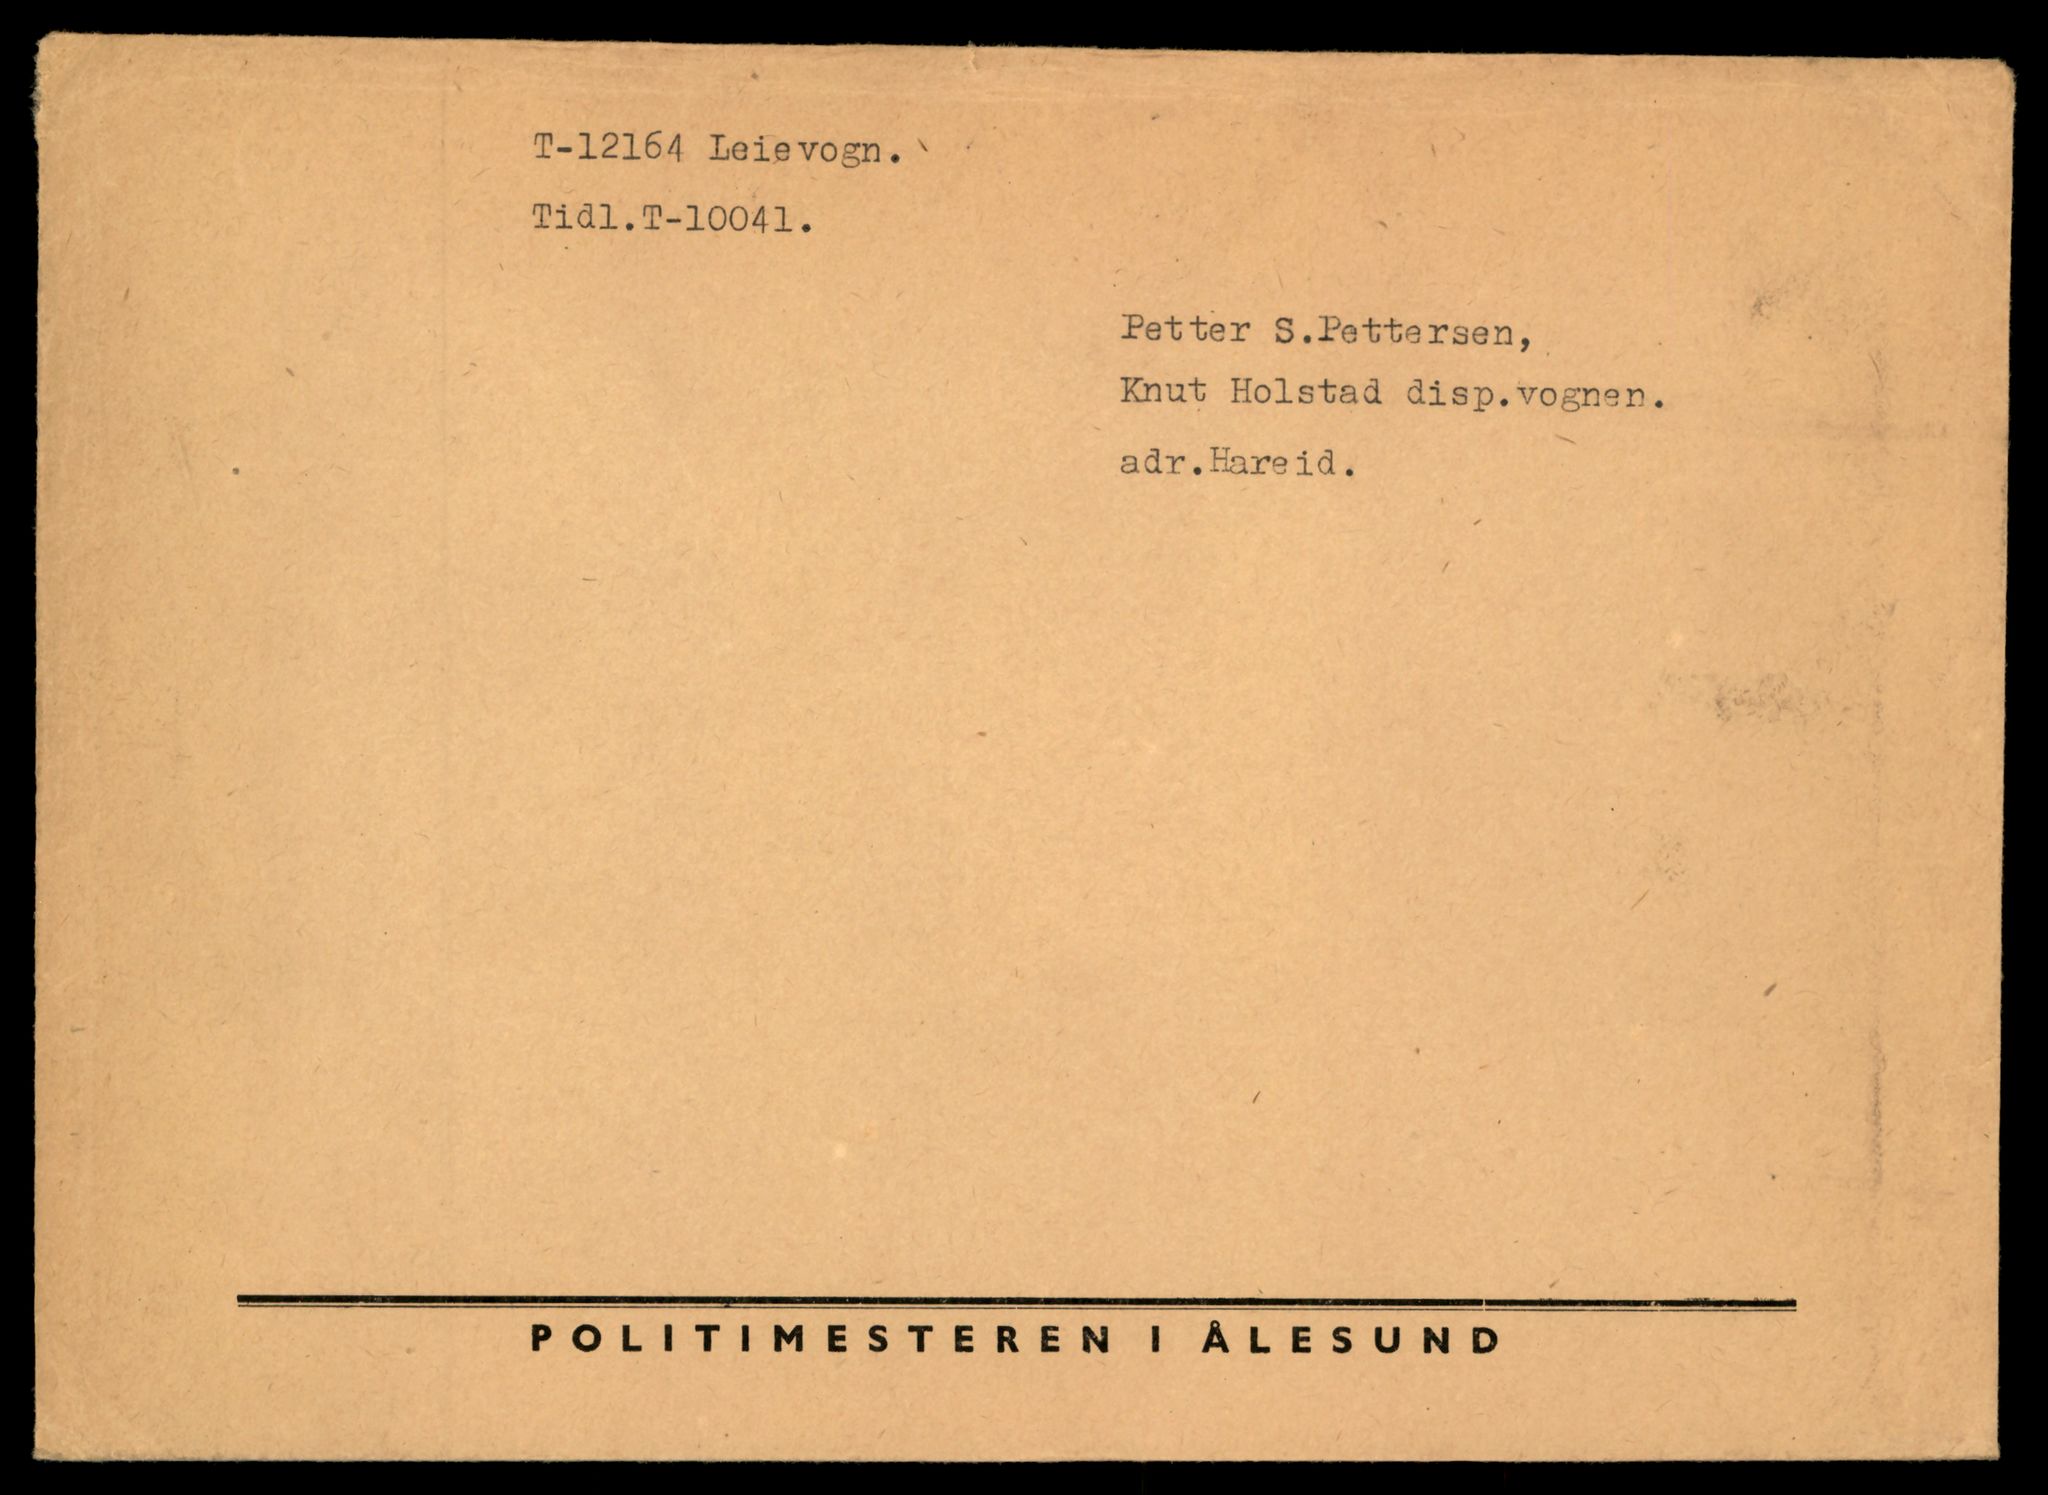 T-12164 Leievogn.
Tidl.T-10041.
Petter S.Pettersen,
Knut Holstad disp.vognen.
adr.Hareid.
POLITIMESTEREN I ÅLESUND